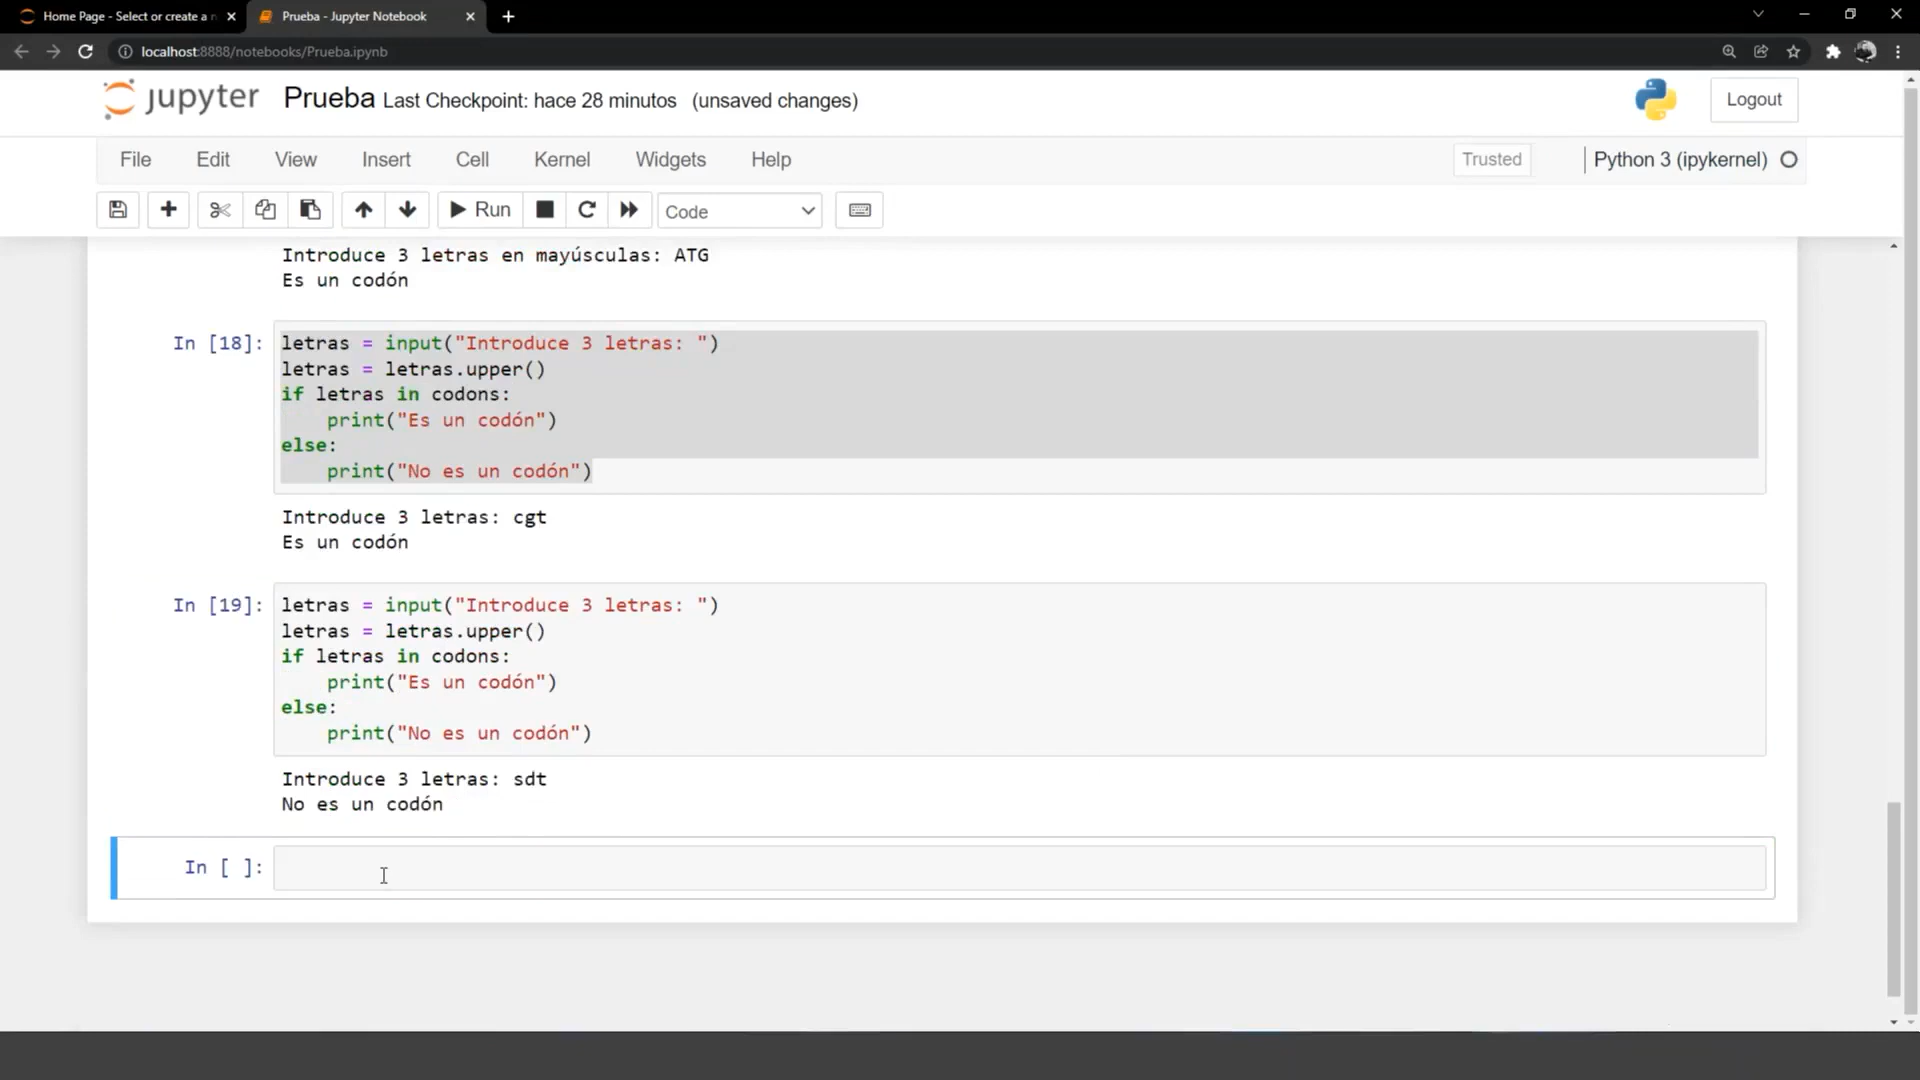 Home Page - Select or create a n
Prueba - Jupyter Notebook
localhost:8888/notebooks/Prueba.ipynb
jupyter Prueba Last Checkpoint: hace 28 minutos (unsaved changes)
Logout
File Edit View Insert Cell Kernel Widgets Help
Trusted
Python 3 (ipykernel)
Run
Code
Introduce 3 letras en mayúsculas: ATG
Es un codón
In [18]:
letras = input("Introduce 3 letras: ")
letras = letras.upper()
if letras in codons:
    print("Es un codón")
else:
    print("No es un codón")
Introduce 3 letras: cgt
Es un codón
In [19]:
letras = input("Introduce 3 letras: ")
letras = letras.upper()
if letras in codons:
    print("Es un codón")
else:
    print("No es un codón")
Introduce 3 letras: sdt
No es un codón
In [ ]: